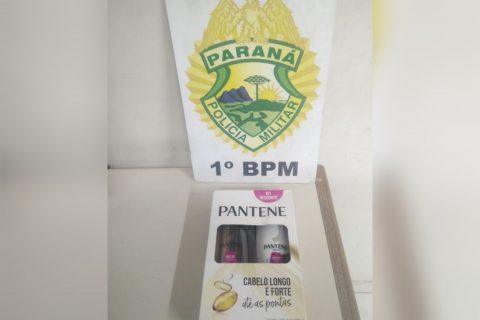 PARANÁ
POLÍCIA MILITAR
1º BPM
PANTENE
CABELO LONGO
E FORTE
até as pontas